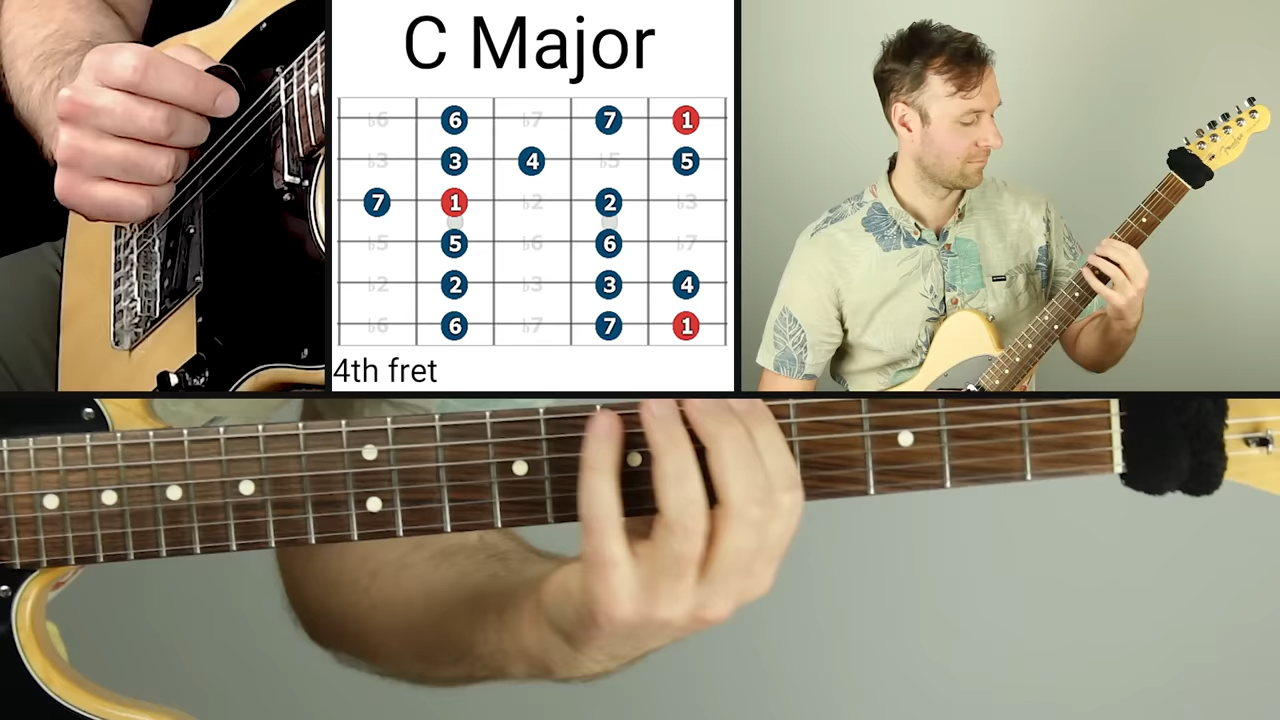 C Major
♭6 6 ♭7 7 1
♭3 3 4 ♭5 5
7 1 ♭2 2 ♭3
♭5 5 ♭6 6 ♭7
♭2 2 ♭3 3 4
♭6 6 ♭7 7 1
4th fret
Fender